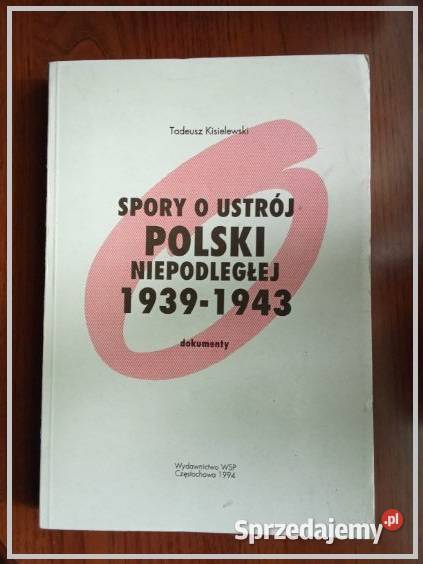 Tadeusz Kisielewski
SPORY O USTRÓJ
POLSKI
NIEPODLEGŁEJ
1939-1943
dokumenty
Wydawnictwo WSP
Częstochowa 1994
Sprzedajemy.pl